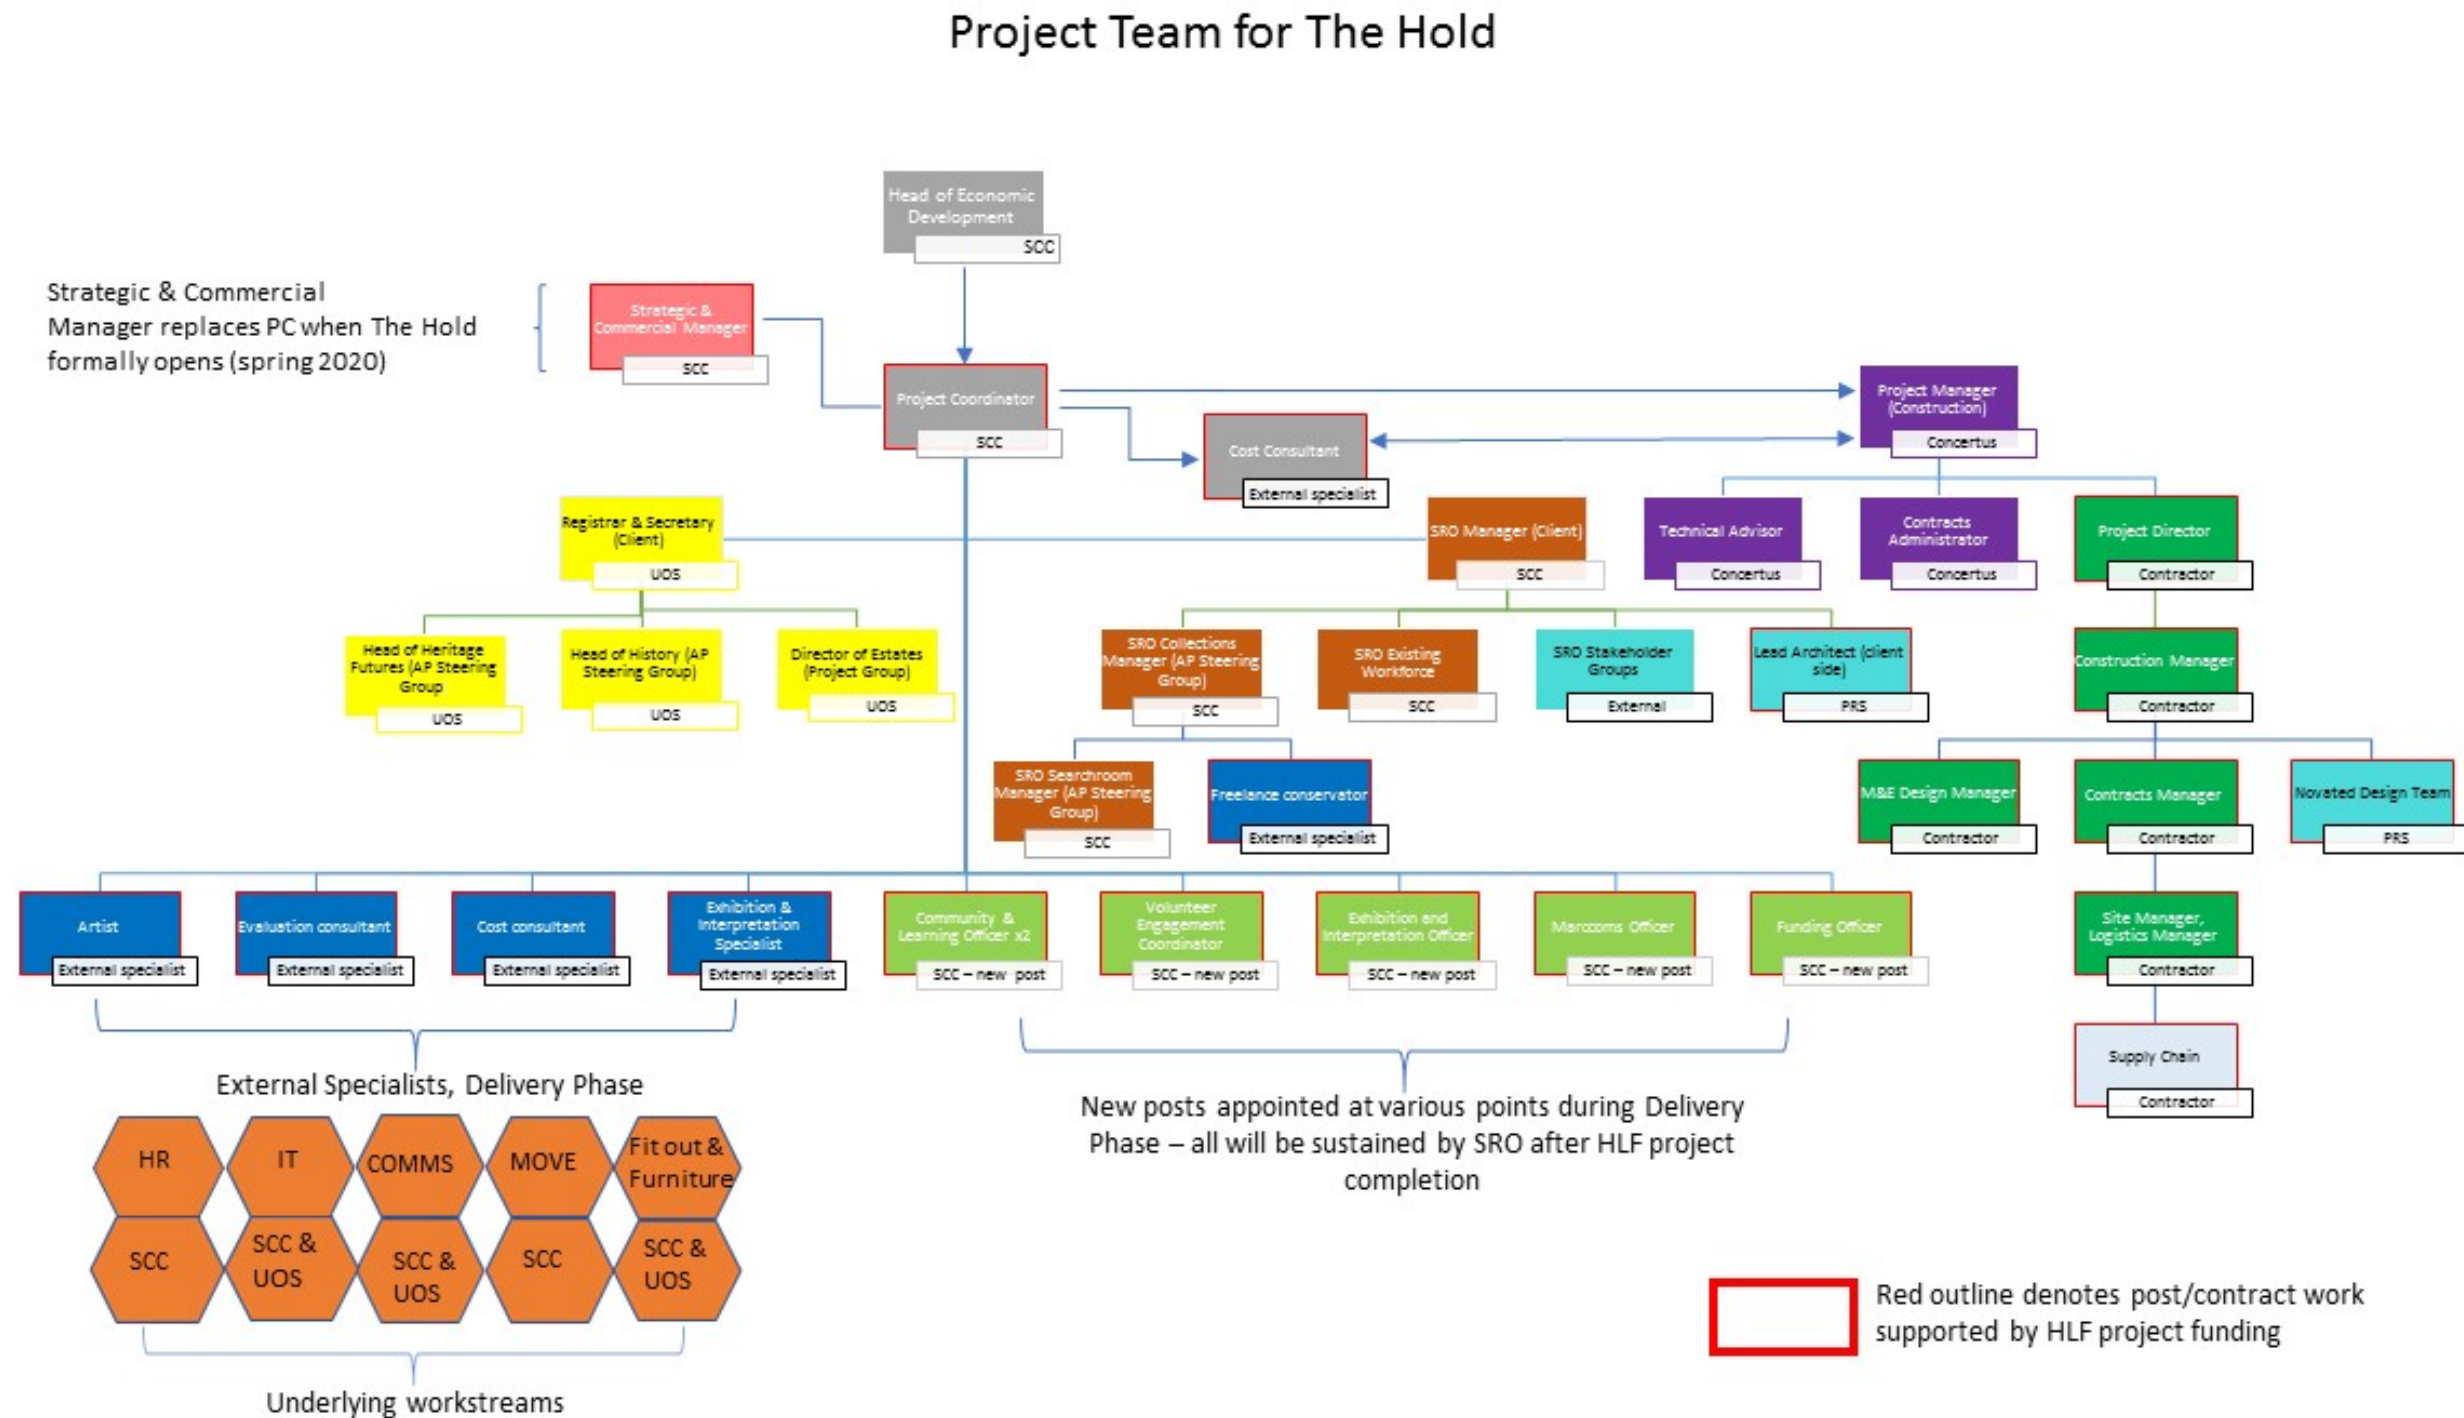 Project Team for The Hold
Head of Economic
Development
SCC
Strategic & Commercial
Manager replaces PC when The Hold
formally opens (spring 2020)
Strategic &
Commercial Manager
SCC
Project Coordinator
SCC
Cost Consultant
External specialist
Project Manager
(Construction)
Concertus
Registrar & Secretary
(Client)
UOS
SRO Manager (Client)
SCC
Technical Advisor
Concertus
Contracts
Administrator
Concertus
Project Director
Contractor
Head of Heritage
Futures (AP Steering
Group
UOS
Head of History (AP
Steering Group)
UOS
Director of Estates
(Project Group)
UOS
SRO Collections
Manager (AP Steering
Group)
SCC
SRO Existing
Workforce
SCC
SRO Stakeholder
Groups
External
Lead Architect (client
side)
PRS
Construction Manager
Contractor
SRO Searchroom
Manager (AP Steering
Group)
SCC
Freelance conservator
External specialist
M&E Design Manager
Contractor
Contracts Manager
Contractor
Novated Design Team
PRS
Artist
External specialist
Evaluation consultant
External specialist
Cost consultant
External specialist
Exhibition &
Interpretation
Specialist
External specialist
Community &
Learning Officer x2
SCC – new post
Volunteer
Engagement
Coordinator
SCC – new post
Exhibition and
Interpretation Officer
SCC – new post
Marcoms Officer
SCC – new post
Funding Officer
SCC – new post
Site Manager,
Logistics Manager
Contractor
Supply Chain
Contractor
External Specialists, Delivery Phase
New posts appointed at various points during Delivery
Phase – all will be sustained by SRO after HLF project
completion
HR
IT
COMMS
MOVE
Fit out &
Furniture
SCC
SCC &
UOS
SCC &
UOS
SCC
SCC &
UOS
Underlying workstreams
Red outline denotes post/contract work
supported by HLF project funding